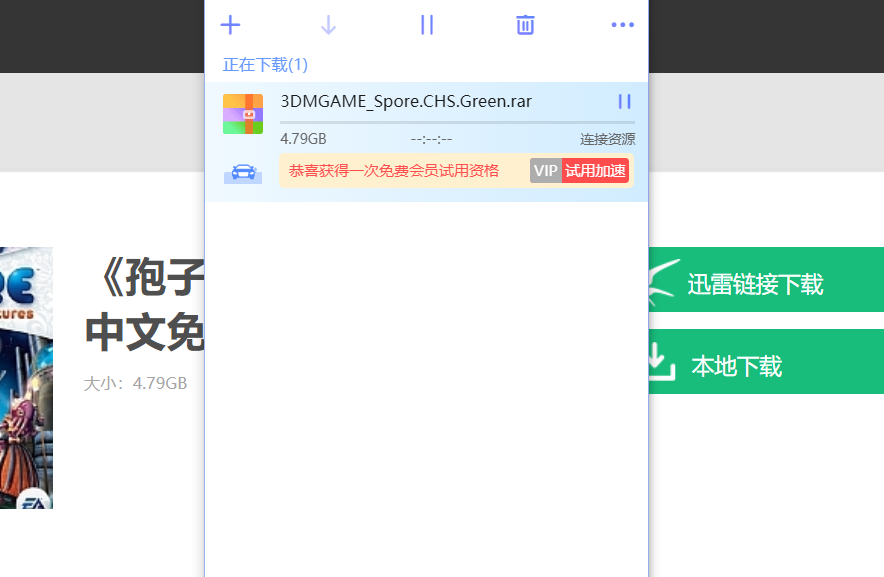 正在下载(1)
3DMGAME_Spore.CHS.Green.rar
4.79GB --:--:-- 连接资源
恭喜获得一次免费会员试用资格 VIP 试用加速
《孢子
中文免
大小：4.79GB
迅雷链接下载
本地下载
EA